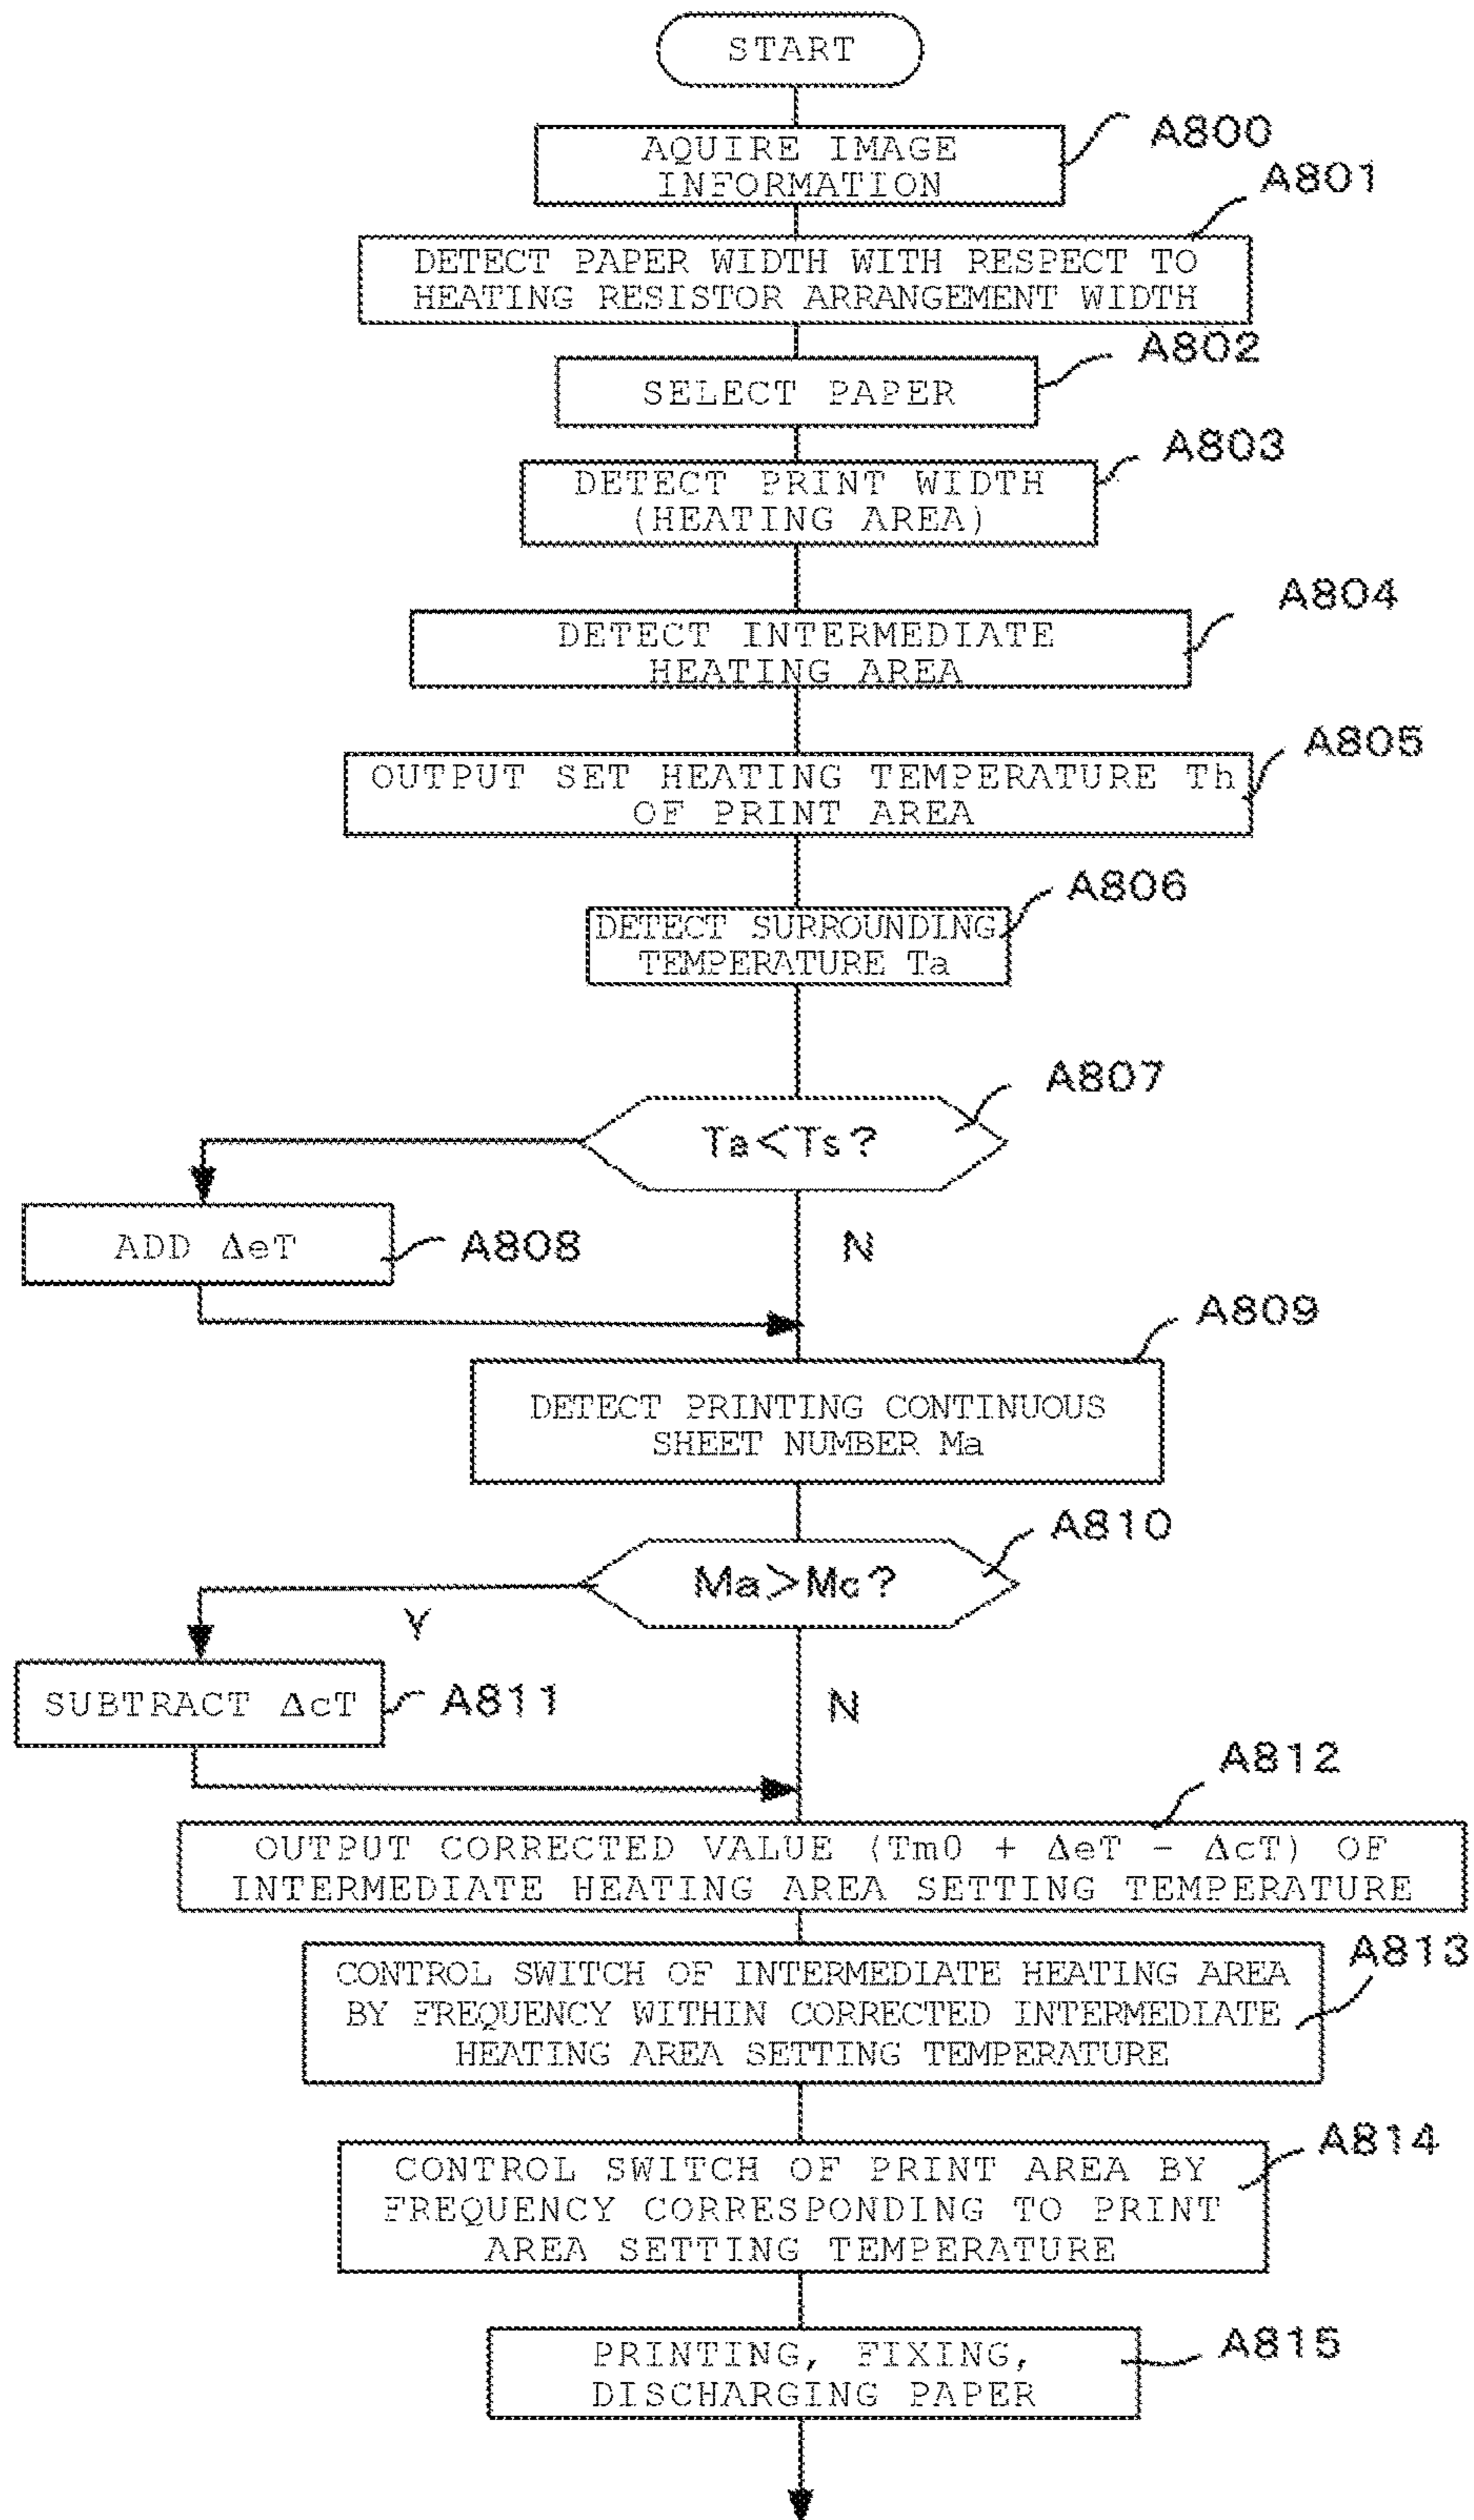 START
A800
AQUIRE IMAGE
INFORMATION
A801
DETECT PAPER WIDTH WITH RESPECT TO
HEATING RESISTOR ARRANGEMENT WIDTH
A802
SELECT PAPER
A803
DETECT PRINT WIDTH
(HEATING AREA)
A804
DETECT INTERMEDIATE
HEATING AREA
A805
OUTPUT SET HEATING TEMPERATURE Th
OF PRINT AREA
A806
DETECT SURROUNDING
TEMPERATURE Ta
A807
Ta<Ts?
ADD ΔeT
A808
N
A809
DETECT PRINTING CONTINUOUS
SHEET NUMBER Ma
A810
Ma>Mc?
Y
SUBTRACT ΔcT
A811
N
A812
OUTPUT CORRECTED VALUE (Tm0 + ΔeT - ΔcT) OF
INTERMEDIATE HEATING AREA SETTING TEMPERATURE
A813
CONTROL SWITCH OF INTERMEDIATE HEATING AREA
BY FREQUENCY WITHIN CORRECTED INTERMEDIATE
HEATING AREA SETTING TEMPERATURE
A814
CONTROL SWITCH OF PRINT AREA BY
FREQUENCY CORRESPONDING TO PRINT
AREA SETTING TEMPERATURE
A815
PRINTING, FIXING,
DISCHARGING PAPER